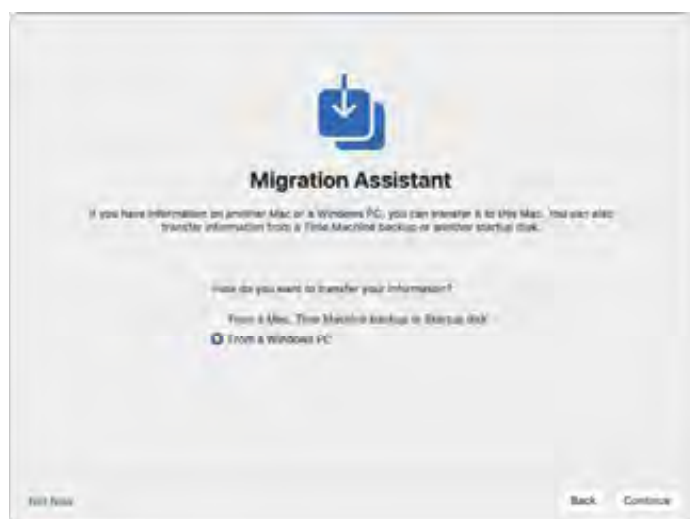 Migration Assistant
If you have information on another Mac or a Windows PC, you can transfer it to this Mac. You can also
transfer information from a Time Machine backup or another startup disk.
How do you want to transfer your information?
From a Mac, Time Machine backup or Startup disk
From a Windows PC
Not Now
Back
Continue